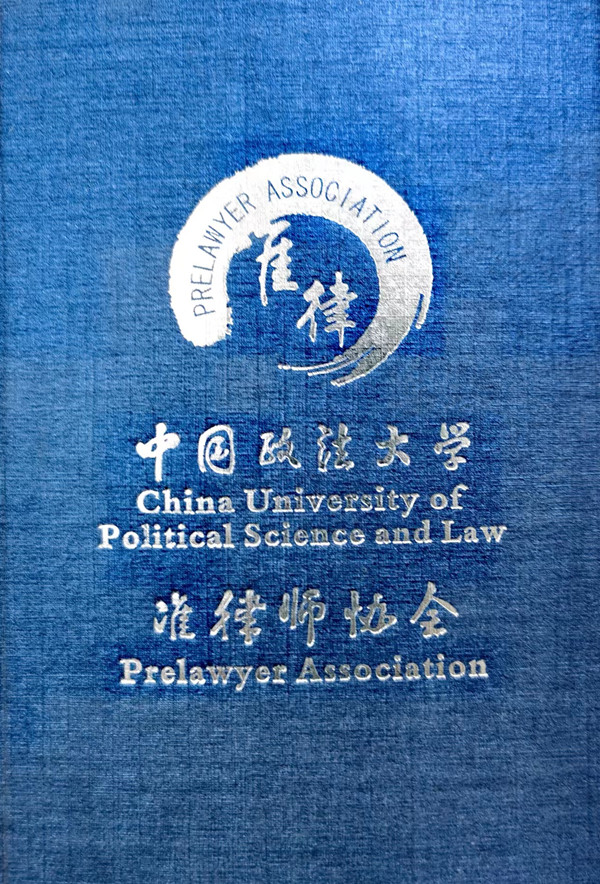 PRELAWYER ASSOCIATION
准律
中国政法大学
China University of
Political Science and Law
准律师协会
Prelawyer Association